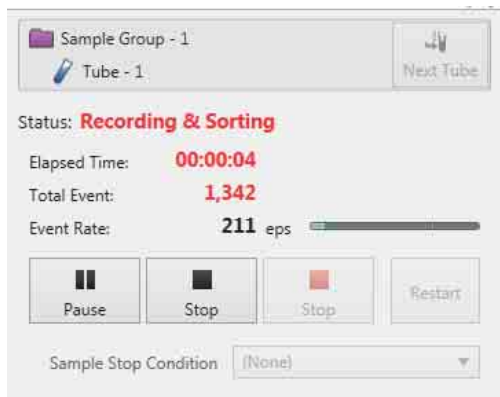 Sample Group - 1
Tube - 1
Next Tube
Status: Recording & Sorting
Elapsed Time: 00:00:04
Total Event: 1,342
Event Rate: 211 eps
Pause Stop Stop Restart
Sample Stop Condition (None)